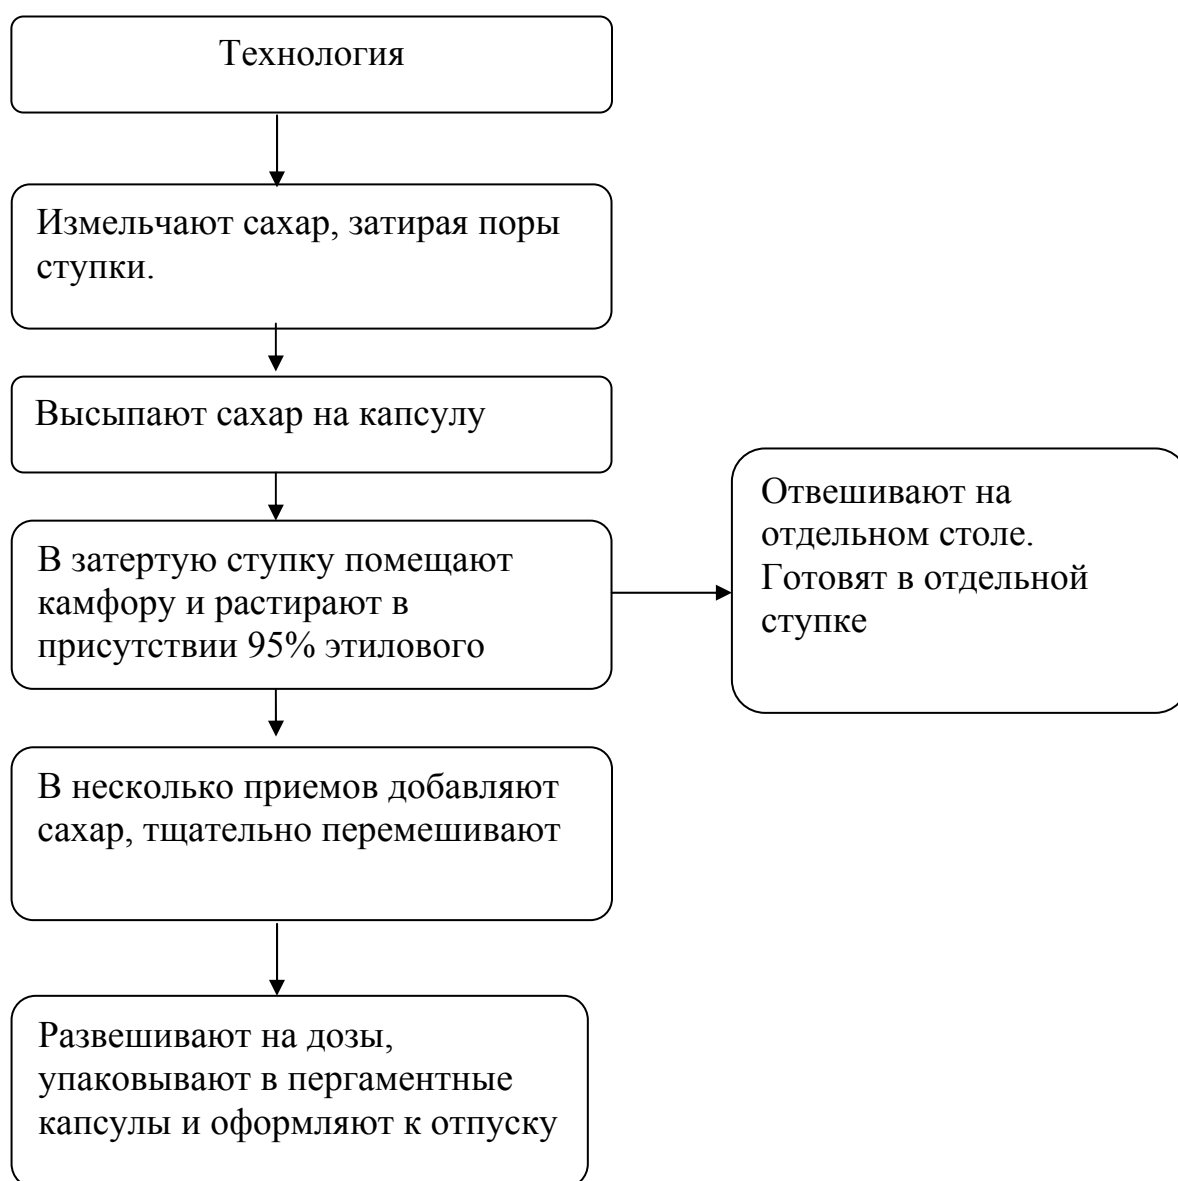 Технология
Измельчают сахар, затирая поры
ступки.
Высыпают сахар на капсулу
В затертую ступку помещают
камфору и растирают в
присутствии 95% этилового
Отвешивают на
отдельном столе.
Готовят в отдельной
ступке
В несколько приемов добавляют
сахар, тщательно перемешивают
Развешивают на дозы,
упаковывают в пергаментные
капсулы и оформляют к отпуску